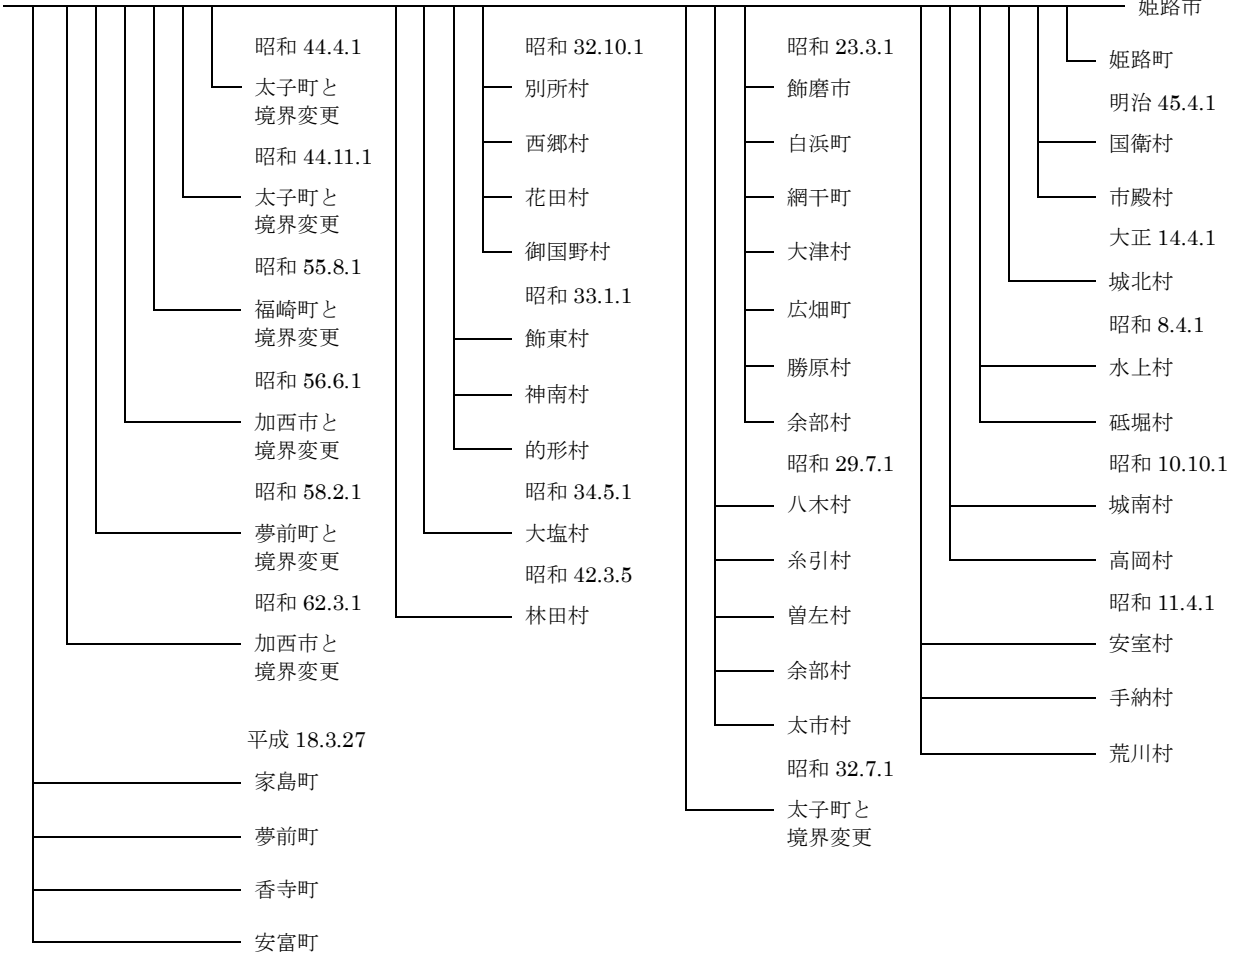 姫路市
姫路町
明治 45.4.1
国衛村
市殿村
大正 14.4.1
城北村
昭和 8.4.1
水上村
砥堀村
昭和 10.10.1
城南村
高岡村
昭和 11.4.1
安室村
手納村
荒川村
昭和 23.3.1
飾磨市
白浜町
網干町
大津村
広畑町
勝原村
余部村
昭和 29.7.1
八木村
糸引村
曽左村
余部村
太市村
昭和 32.7.1
太子町と
境界変更
昭和 32.10.1
別所村
西郷村
花田村
御国野村
昭和 33.1.1
飾東村
神南村
的形村
昭和 34.5.1
大塩村
昭和 42.3.5
林田村
昭和 44.4.1
太子町と
境界変更
昭和 44.11.1
太子町と
境界変更
昭和 55.8.1
福崎町と
境界変更
昭和 56.6.1
加西市と
境界変更
昭和 58.2.1
夢前町と
境界変更
昭和 62.3.1
加西市と
境界変更
平成 18.3.27
家島町
夢前町
香寺町
安富町